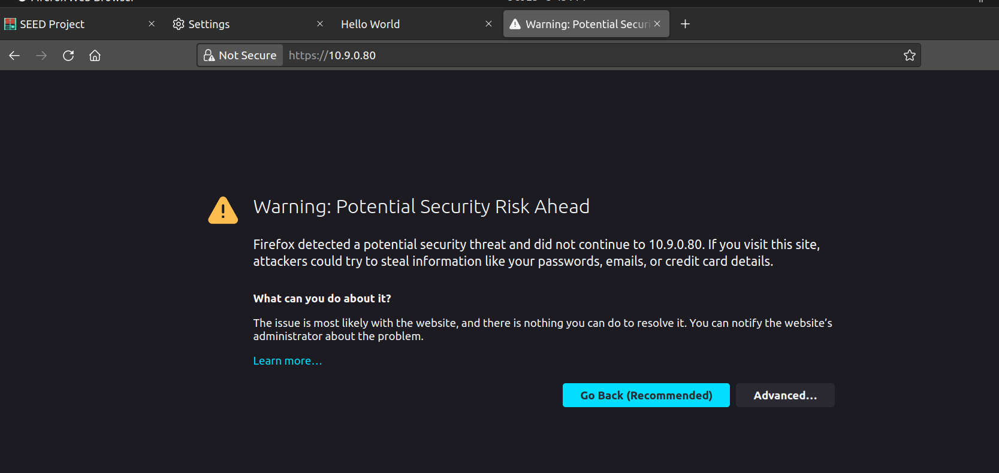 Firefox Web Browser
SEED Project
Settings
Hello World
Warning: Potential Securi
Not Secure
https://10.9.0.80
Warning: Potential Security Risk Ahead
Firefox detected a potential security threat and did not continue to 10.9.0.80. If you visit this site,
attackers could try to steal information like your passwords, emails, or credit card details.
What can you do about it?
The issue is most likely with the website, and there is nothing you can do to resolve it. You can notify the website’s
administrator about the problem.
Learn more…
Go Back (Recommended)
Advanced…